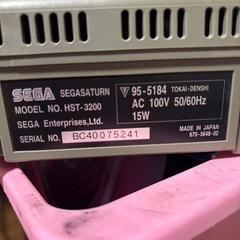 SEGA SEGASATURN
MODEL NO. HST-3200
SEGA Enterprises,Ltd.
SERIAL NO. BC40075241
95-5184 TOKAI-DENSHI
AC 100V 50/60Hz
15W
MADE IN JAPAN
670-5648-02